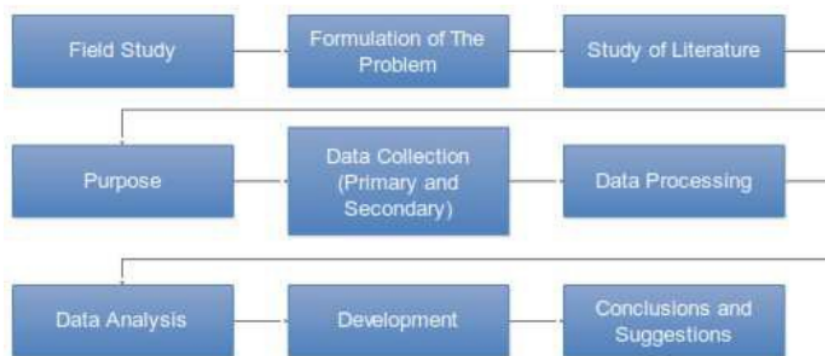 Field Study
Formulation of The
Problem
Study of Literature
Purpose
Data Collection
(Primary and
Secondary)
Data Processing
Data Analysis
Development
Conclusions and
Suggestions